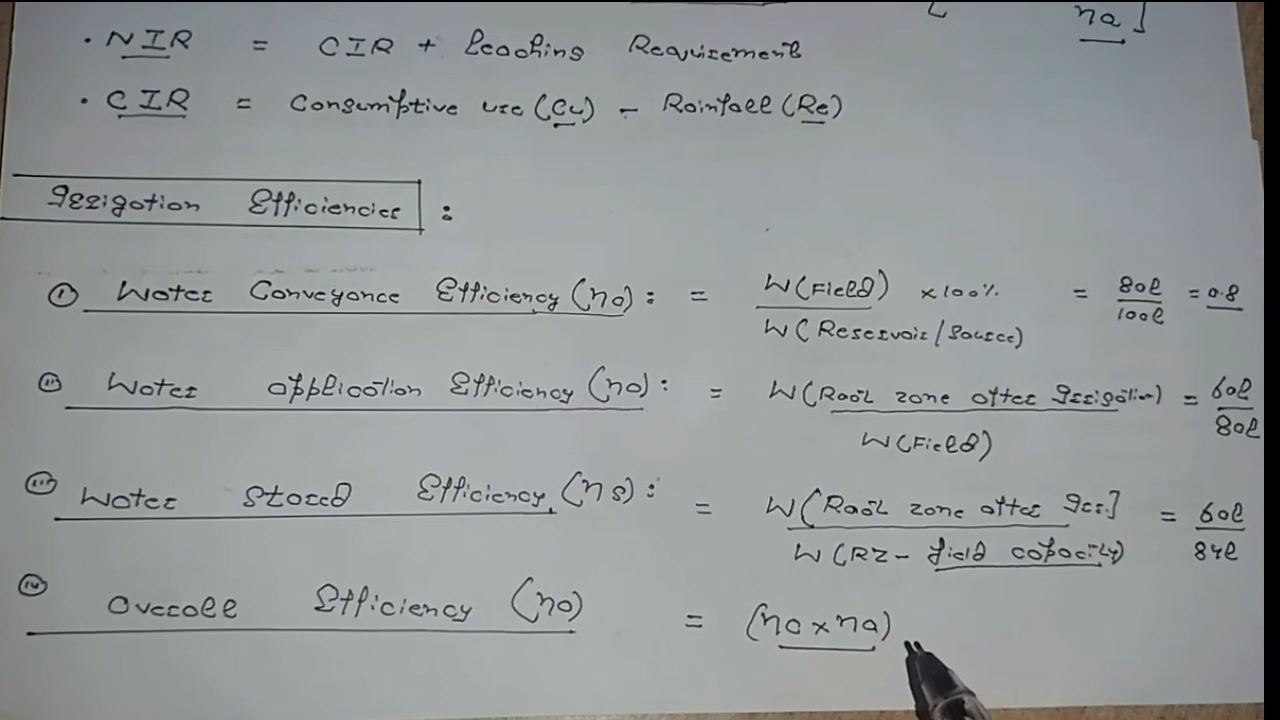 na]
• NIR = CIR + Leaching Requirement
• CIR = Consumptive use (Cu) - Rainfall (Re)
Irrigation Efficiencies :
(i) Water Conveyance Efficiency (ηc) : = W(Field) / W(Reservoir/Source) ×100% = 80l/100l = 0.8
(ii) Water application Efficiency (ηa) : = W(Root zone after Irrigation) / W(Field) = 60l/80l
(iii) Water Stored Efficiency (ηs) : = W(Root zone after Irr.] / W(RZ - field capacity) = 60l/84l
(iv) Overall Efficiency (ηo) = (ηc × ηa)